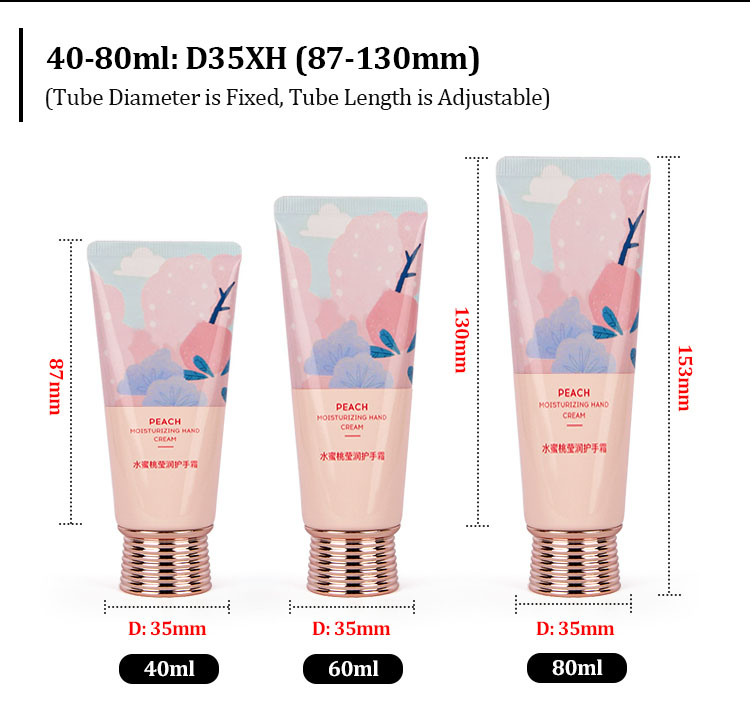 40-80ml: D35XH (87-130mm)
(Tube Diameter is Fixed, Tube Length is Adjustable)
87mm
PEACH
MOISTURIZING HAND
CREAM
水蜜桃莹润护手霜
D: 35mm
40ml
PEACH
MOISTURIZING HAND
CREAM
水蜜桃莹润护手霜
D: 35mm
60ml
130mm
PEACH
MOISTURIZING HAND
CREAM
水蜜桃莹润护手霜
153mm
D: 35mm
80ml